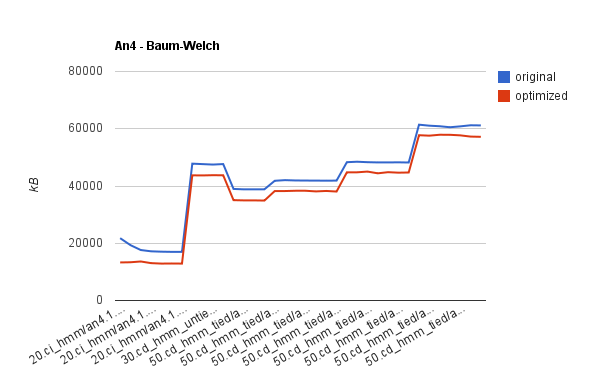 An4 - Baum-Welch
80000
60000
40000
20000
0
kB
original
optimized
20.ci_hmm/an4.1....
20.ci_hmm/an4.1....
20.ci_hmm/an4.1....
30.cd_hmm_untie...
50.cd_hmm_tied/a...
50.cd_hmm_tied/a...
50.cd_hmm_tied/a...
50.cd_hmm_tied/a...
50.cd_hmm_tied/a...
50.cd_hmm_tied/a...
50.cd_hmm_tied/a...
50.cd_hmm_tied/a...